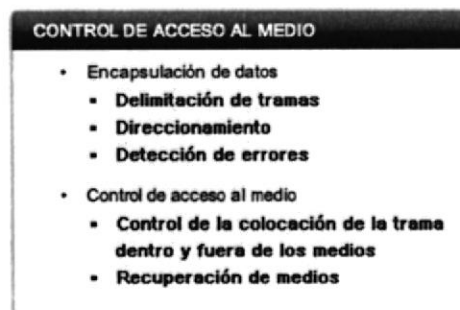 CONTROL DE ACCESO AL MEDIO
• Encapsulación de datos
▪ Delimitación de tramas
▪ Direccionamiento
▪ Detección de errores
• Control de acceso al medio
▪ Control de la colocación de la trama
dentro y fuera de los medios
▪ Recuperación de medios